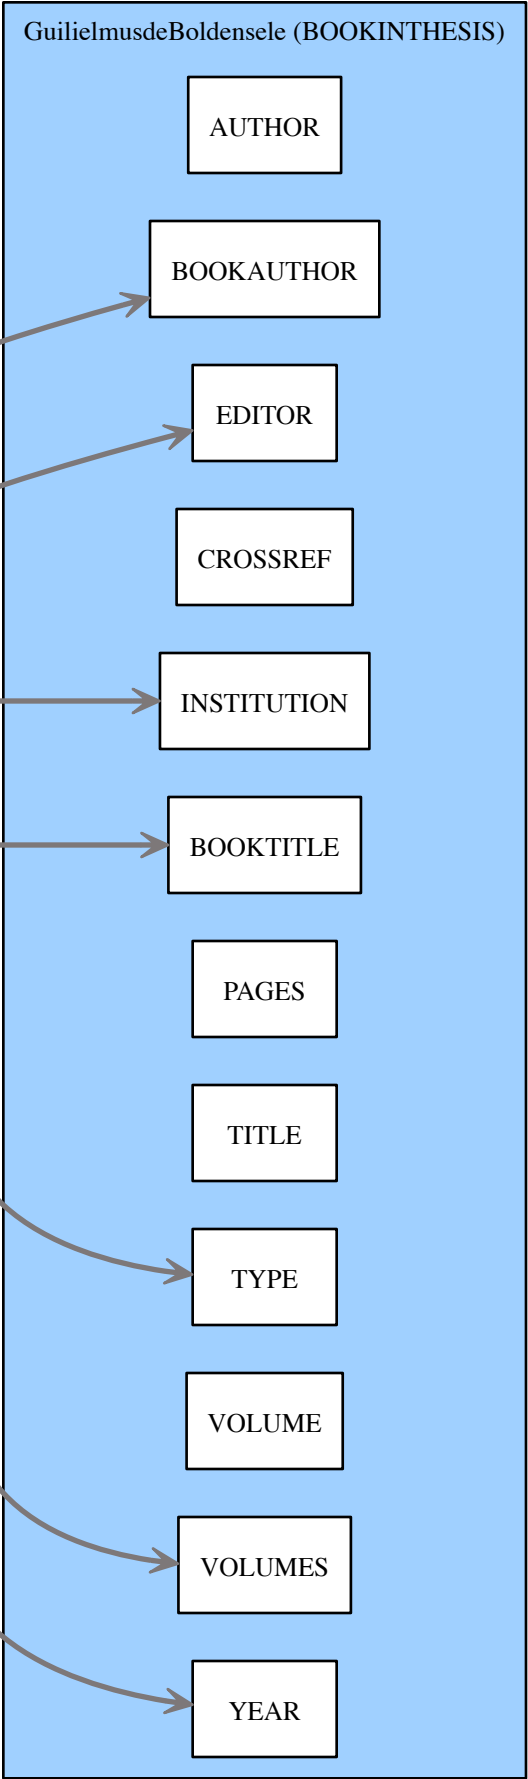 GuilielmusdeBoldensele (BOOKINTHESIS)
AUTHOR
BOOKAUTHOR
EDITOR
CROSSREF
INSTITUTION
BOOKTITLE
PAGES
TITLE
TYPE
VOLUME
VOLUMES
YEAR